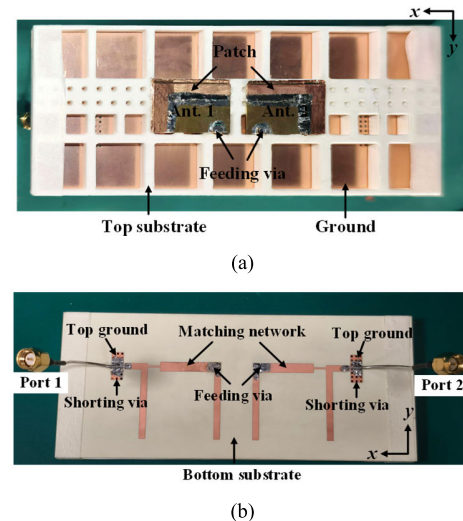 x
y
Patch
Ant. 1
Ant.
Feeding via
Top substrate
Ground
(a)
Top ground
Matching network
Top ground
Port 1
Feeding via
Port 2
Shorting via
Shorting via
y
x
Bottom substrate
(b)